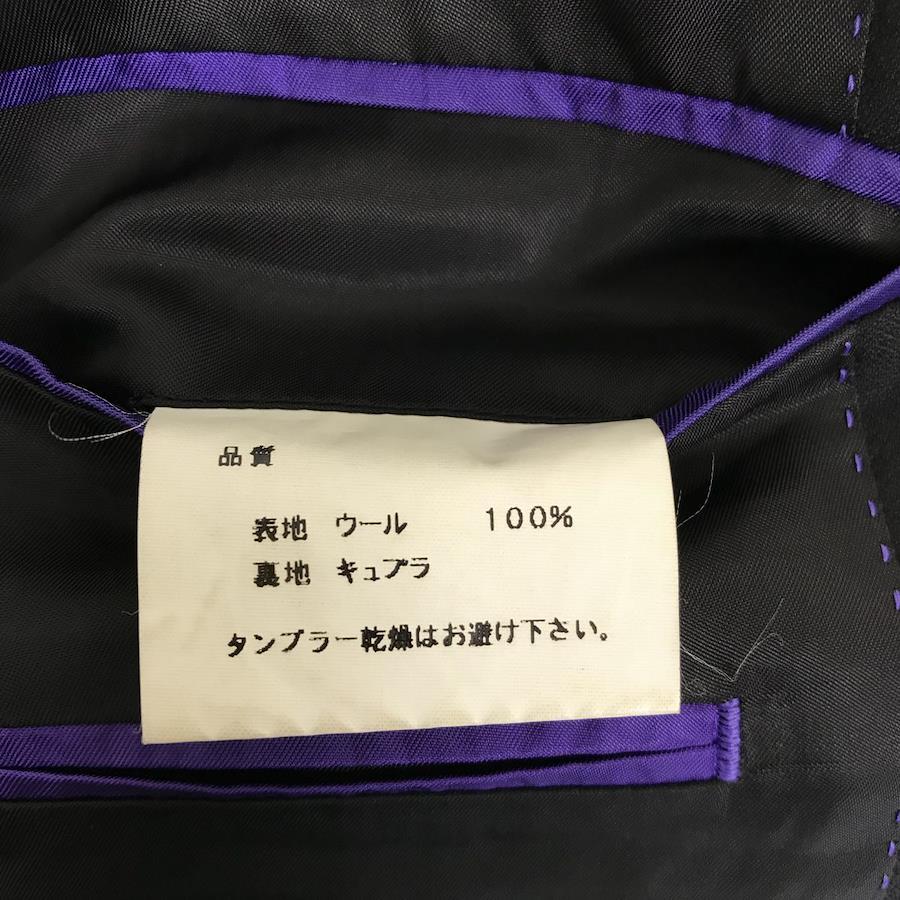 品質
表地 ウール 100%
裏地 キュプラ
タンブラー乾燥はお避け下さい。